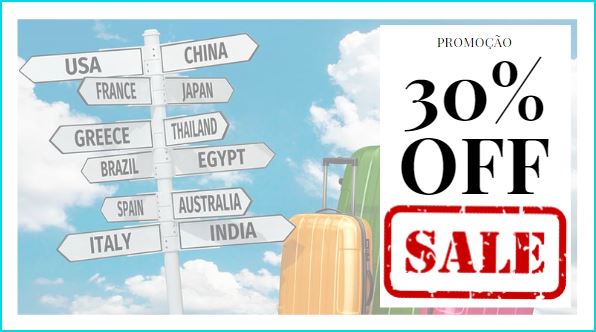 USA
CHINA
FRANCE
JAPAN
GREECE
THAILAND
BRAZIL
EGYPT
SPAIN
AUSTRALIA
ITALY
INDIA
PROMOÇÃO
30%
OFF
SALE